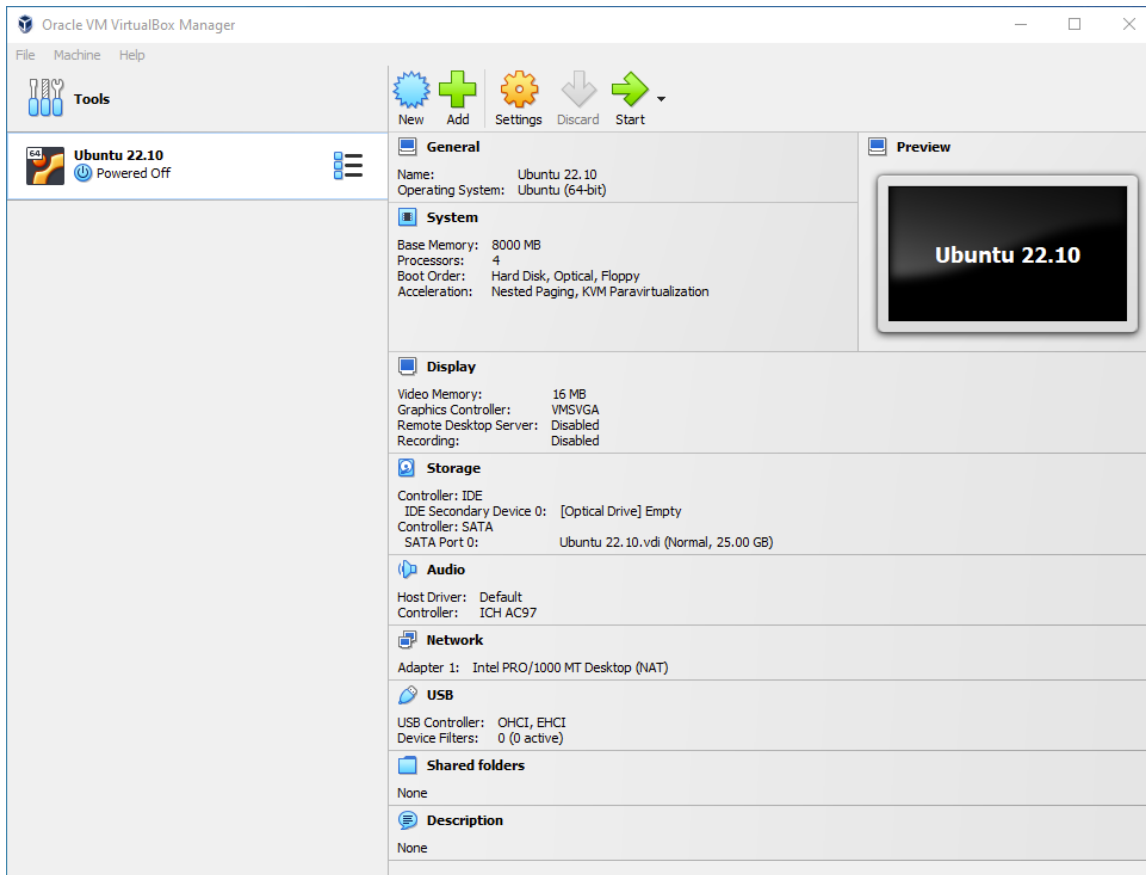 Oracle VM VirtualBox Manager
File Machine Help
Tools
New Add Settings Discard Start
64
Ubuntu 22.10
Powered Off
General
Name: Ubuntu 22.10
Operating System: Ubuntu (64-bit)
Preview
Ubuntu 22.10
System
Base Memory: 8000 MB
Processors: 4
Boot Order: Hard Disk, Optical, Floppy
Acceleration: Nested Paging, KVM Paravirtualization
Display
Video Memory: 16 MB
Graphics Controller: VMSVGA
Remote Desktop Server: Disabled
Recording: Disabled
Storage
Controller: IDE
IDE Secondary Device 0: [Optical Drive] Empty
Controller: SATA
SATA Port 0: Ubuntu 22.10.vdi (Normal, 25.00 GB)
Audio
Host Driver: Default
Controller: ICH AC97
Network
Adapter 1: Intel PRO/1000 MT Desktop (NAT)
USB
USB Controller: OHCI, EHCI
Device Filters: 0 (0 active)
Shared folders
None
Description
None